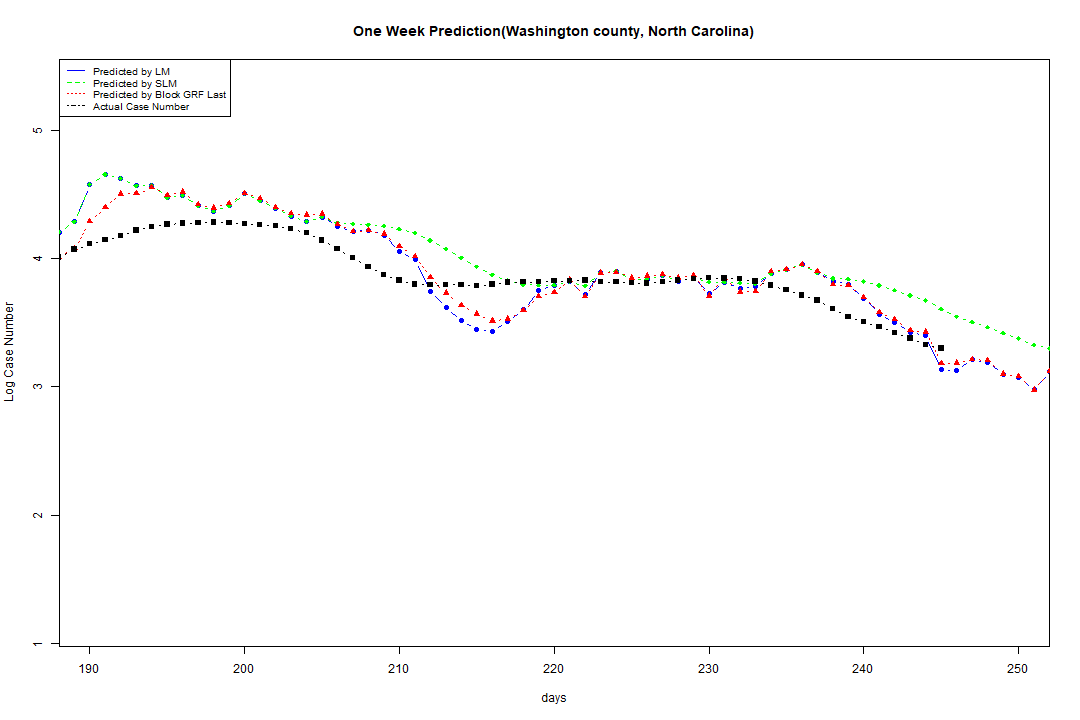 One Week Prediction(Washington county, North Carolina)
Predicted by LM
Predicted by SLM
Predicted by Block GRF Last
Actual Case Number
5
4
3
2
1
Log Case Number
190 200 210 220 230 240 250
days